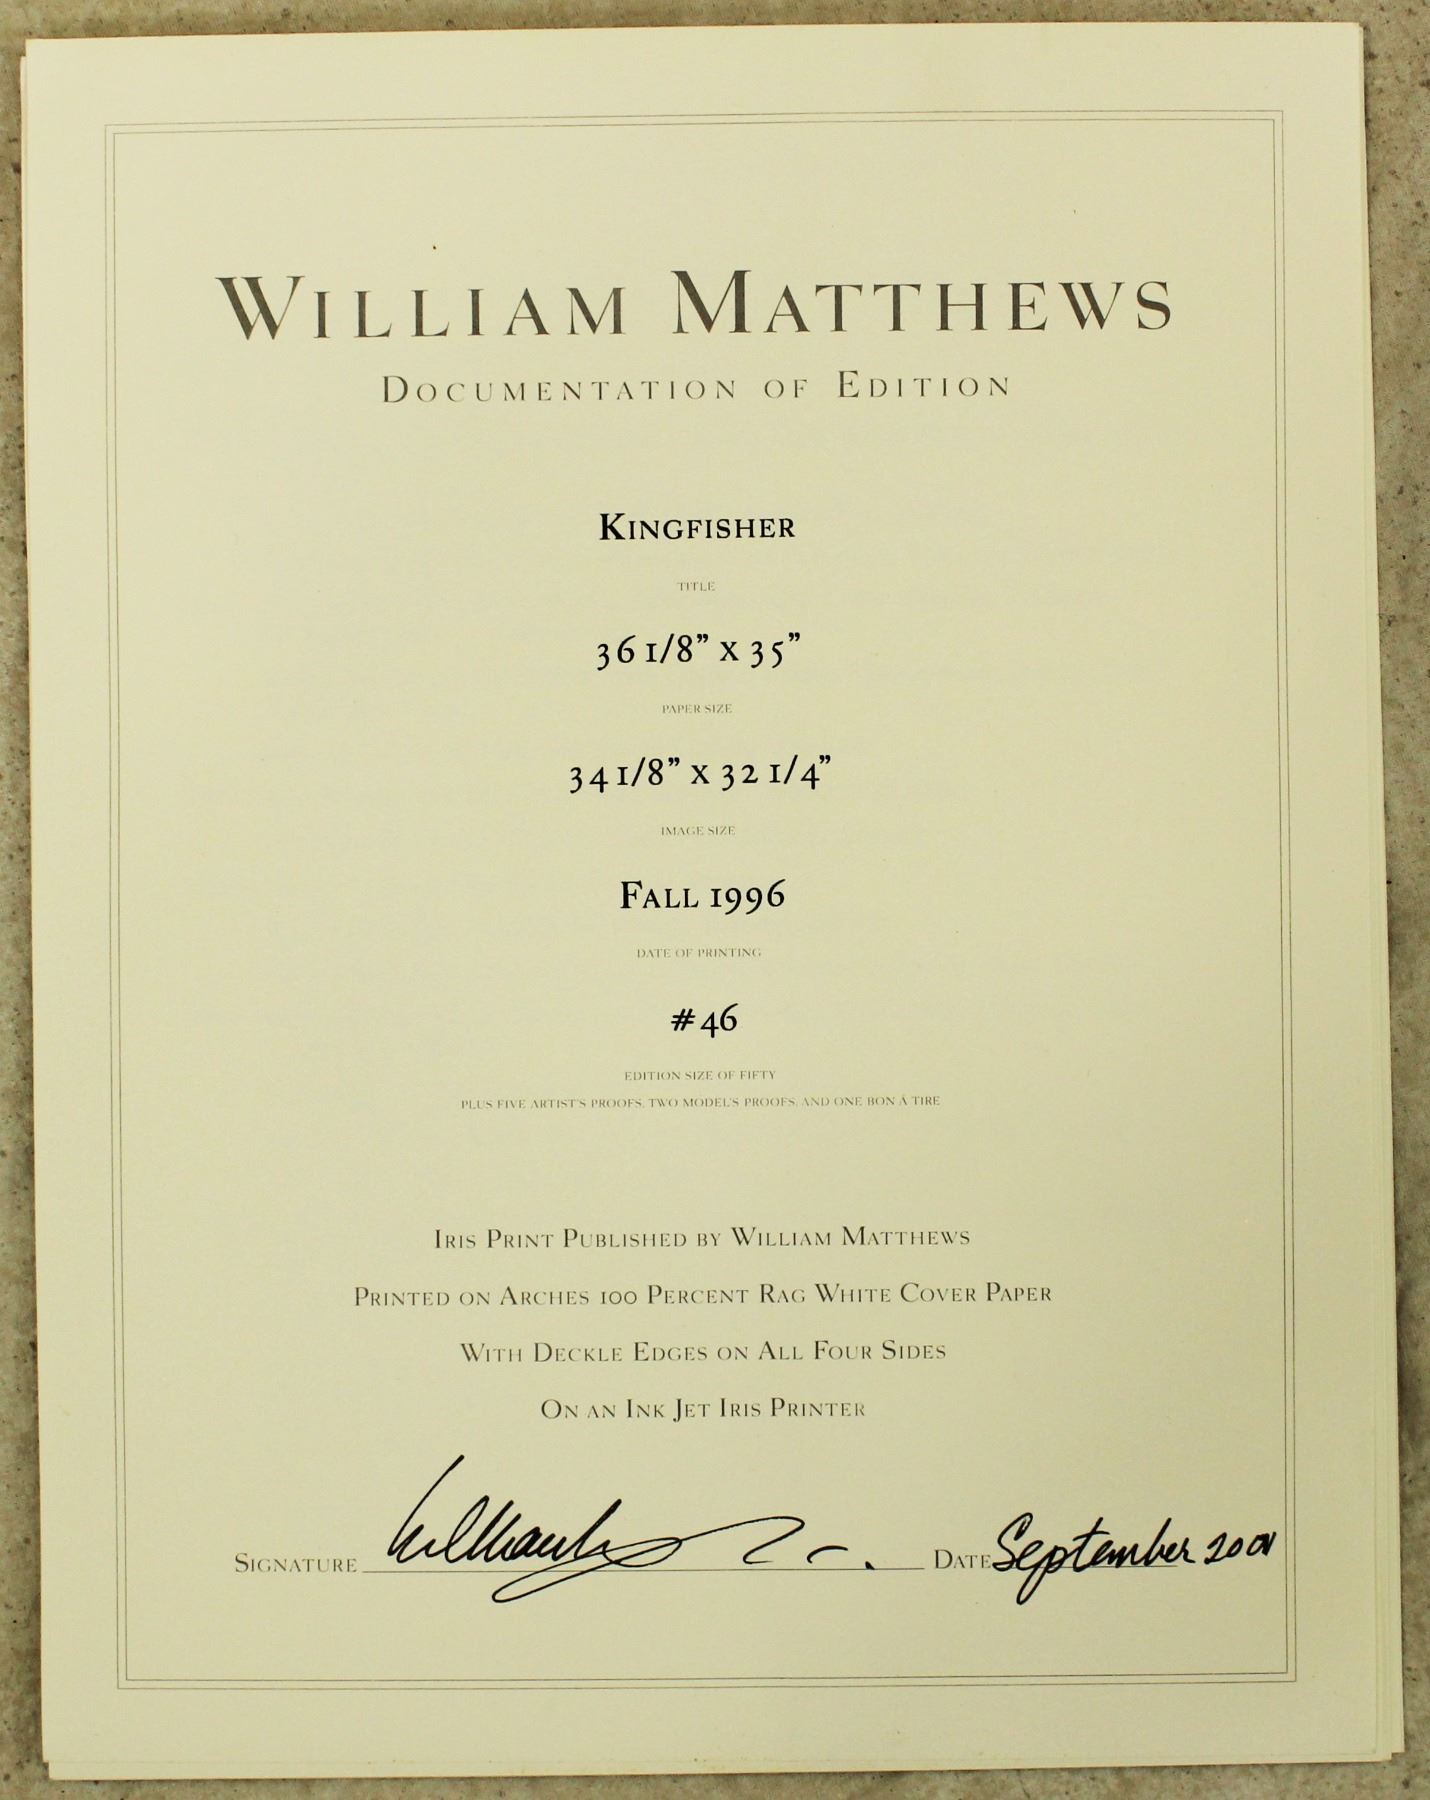 WILLIAM MATTHEWS
DOCUMENTATION OF EDITION
KINGFISHER
TITLE
36 1/8” X 35”
PAPER SIZE
34 1/8” X 32 1/4”
IMAGE SIZE
FALL 1996
DATE OF PRINTING
#46
EDITION SIZE OF FIFTY
PLUS FIVE ARTIST'S PROOFS, TWO MODEL'S PROOFS, AND ONE BON Á TIRE
IRIS PRINT PUBLISHED BY WILLIAM MATTHEWS
PRINTED ON ARCHES 100 PERCENT RAG WHITE COVER PAPER
WITH DECKLE EDGES ON ALL FOUR SIDES
ON AN INK JET IRIS PRINTER
SIGNATURE DATE September 2001